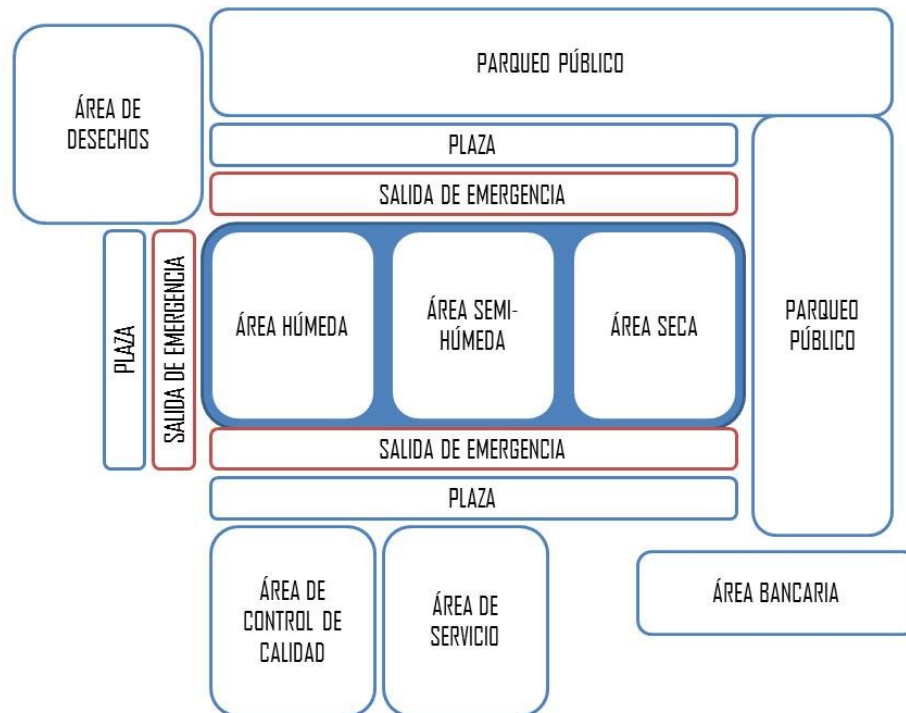 PARQUEO PÚBLICO
ÁREA DE
DESECHOS
PLAZA
SALIDA DE EMERGENCIA
PLAZA
SALIDA DE EMERGENCIA
ÁREA HÚMEDA
ÁREA SEMI-
HÚMEDA
ÁREA SECA
PARQUEO
PÚBLICO
SALIDA DE EMERGENCIA
PLAZA
ÁREA DE
CONTROL DE
CALIDAD
ÁREA DE
SERVICIO
ÁREA BANCARIA